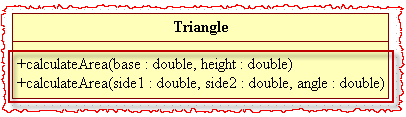 Triangle
+calculateArea(base : double, height : double)
+calculateArea(side1 : double, side2 : double, angle : double)